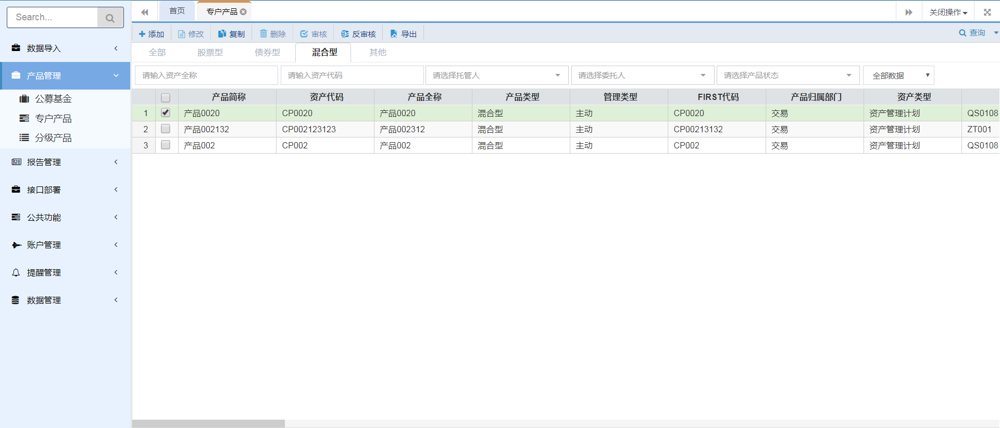 Search...
数据导入
产品管理
公募基金
专户产品
分级产品
报告管理
接口部署
公共功能
账户管理
提醒管理
数据管理
首页 专户产品 关闭操作
添加 修改 复制 删除 审核 反审核 导出 查询
全部 股票型 债券型 混合型 其他
请输入资产全称 请输入资产代码 请选择托管人 请选择委托人 请选择产品状态 全部数据
产品简称 资产代码 产品全称 产品类型 管理类型 FIRST代码 产品归属部门 资产类型
1 产品0020 CP0020 产品0020 混合型 主动 CP0020 交易 资产管理计划 QS0108
2 产品002132 CP002123123 产品002312 混合型 主动 CP00213132 交易 资产管理计划 ZT001
3 产品002 CP002 产品002 混合型 主动 CP002 交易 资产管理计划 QS0108